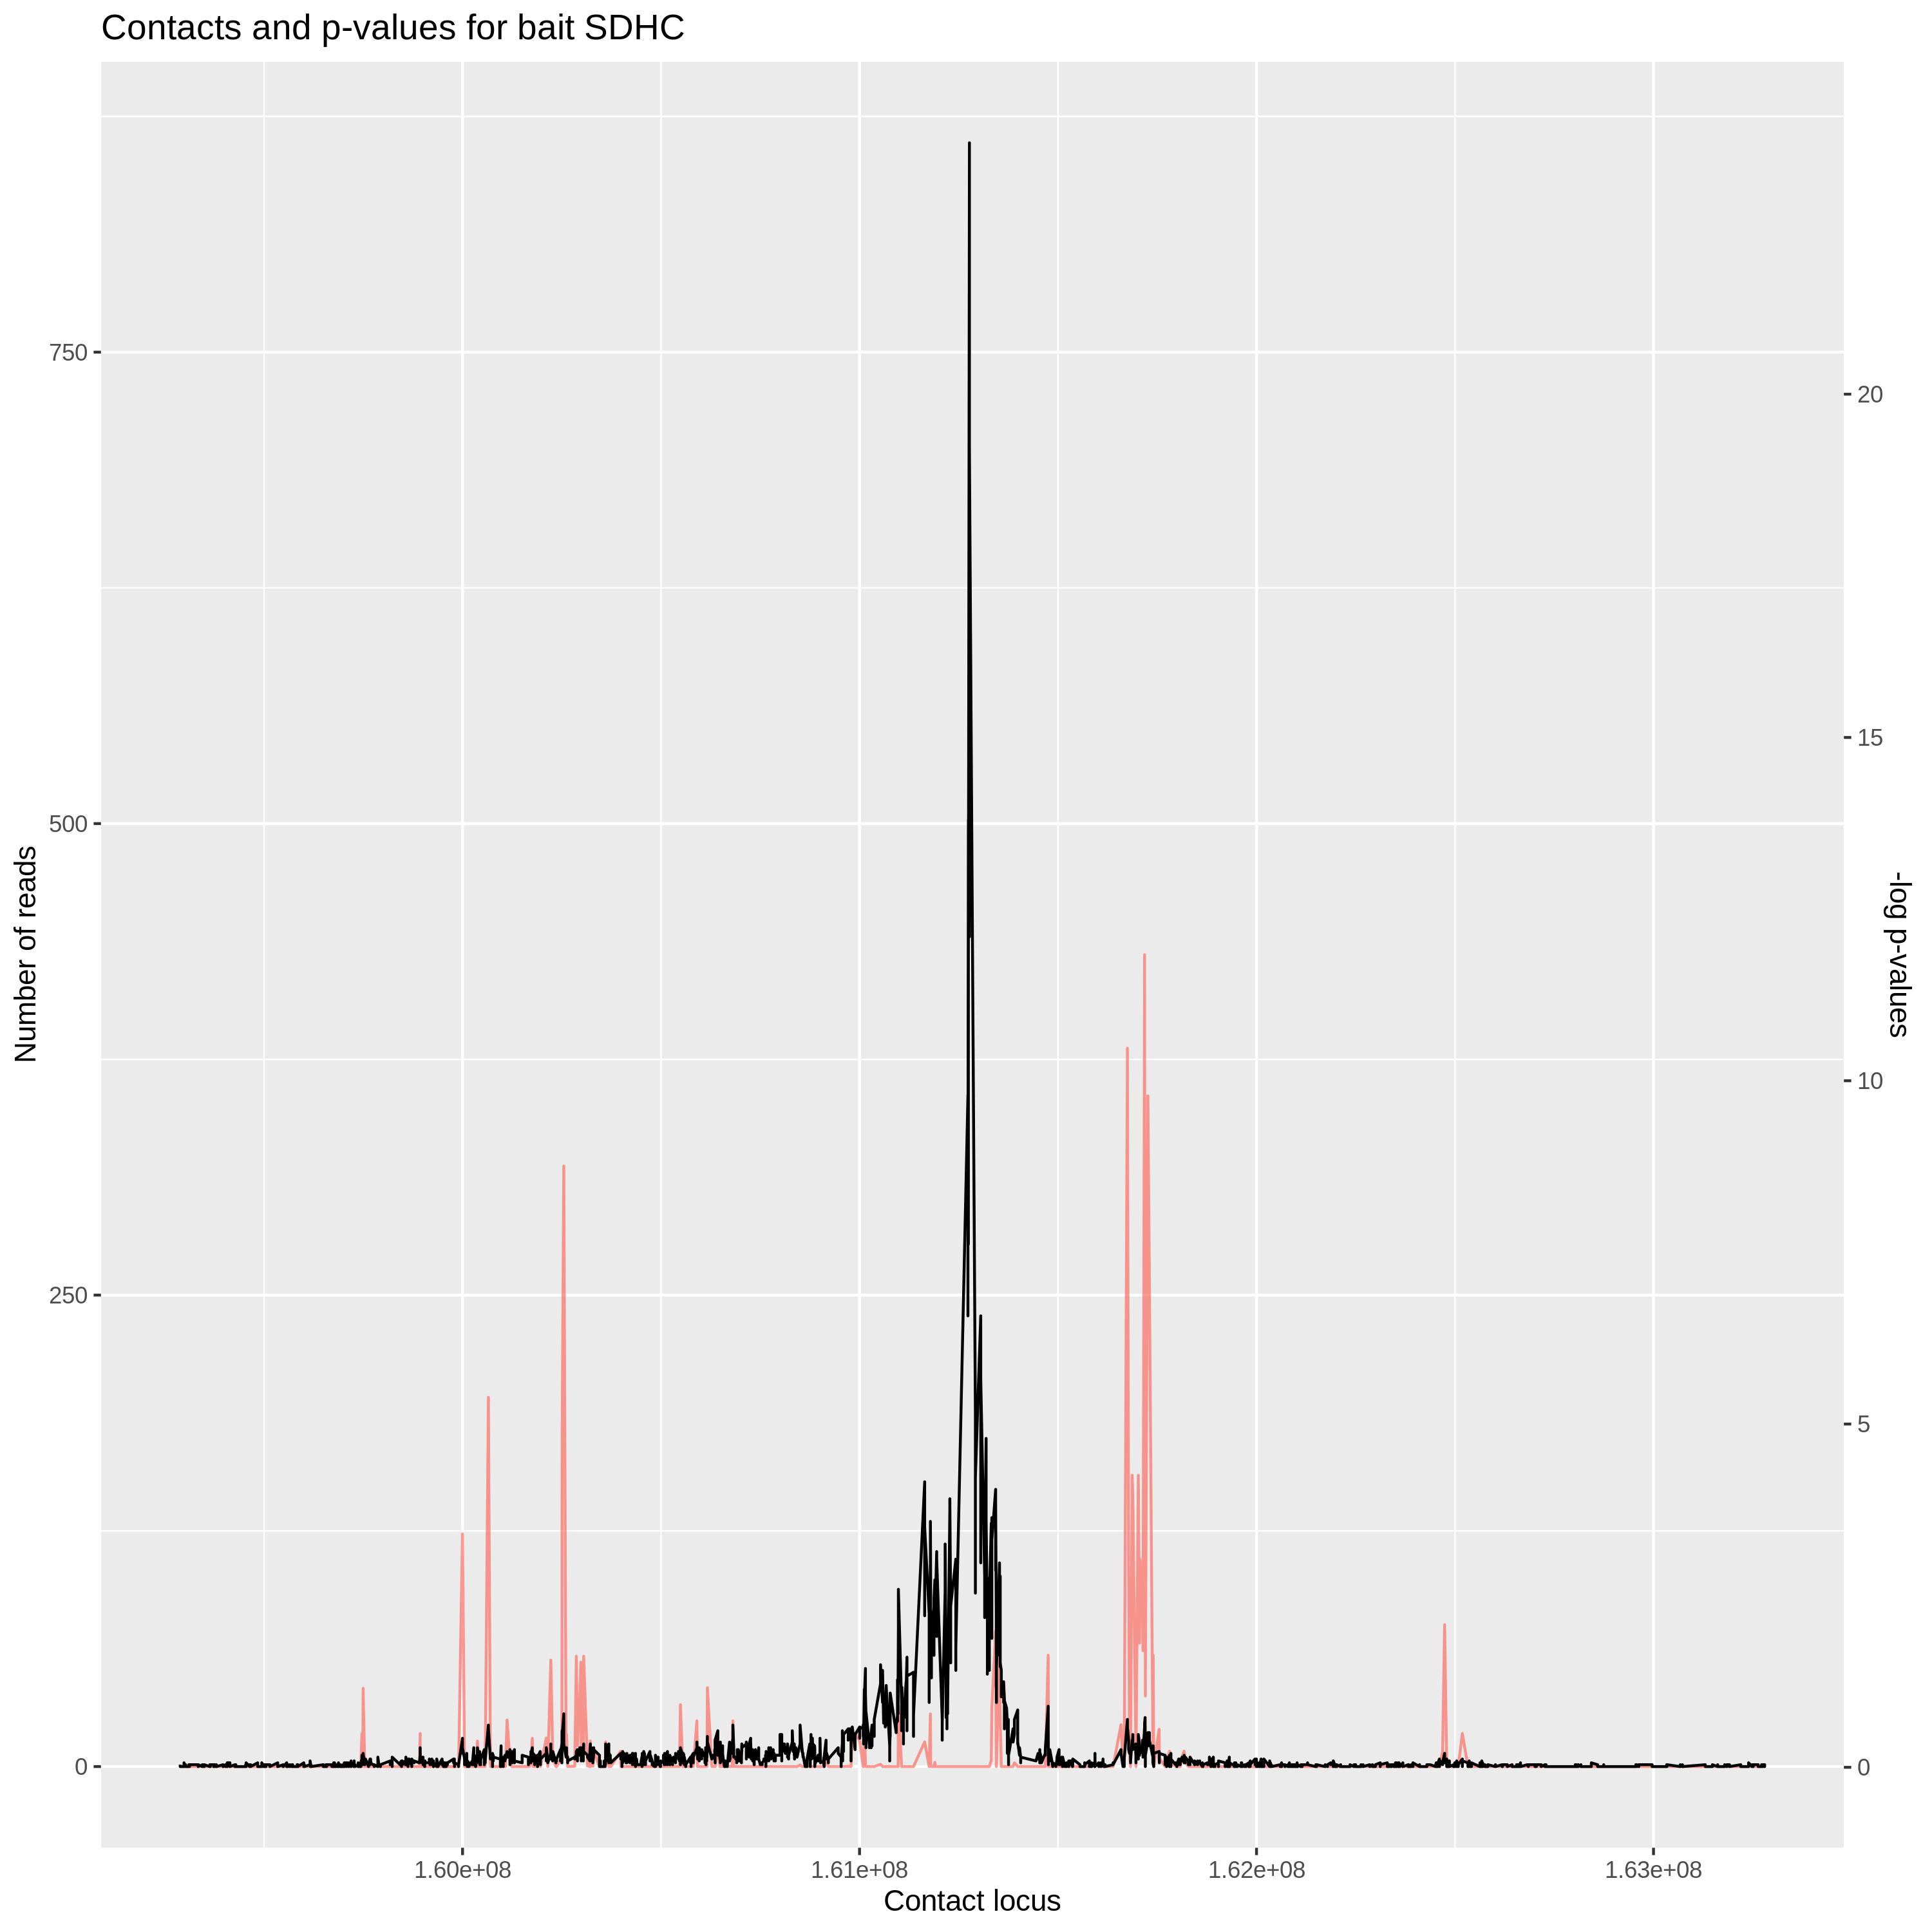 Contacts and p-values for bait SDHC
750
500
250
0
Number of reads
20
15
10
5
0
-log p-values
1.60e+08
1.61e+08
1.62e+08
1.63e+08
Contact locus